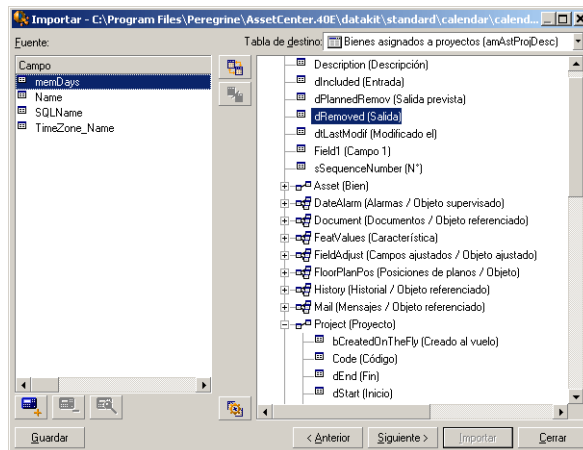 Importar - C:\Program Files\Peregrine\AssetCenter.40E\datakit\standard\calendar\calend...
Fuente:
Tabla de destino: Bienes asignados a proyectos (amAstProjDesc)
Campo
memDays
Name
SQLName
TimeZone_Name
Description (Descripción)
dIncluded (Entrada)
dPlannedRemov (Salida prevista)
dRemoved (Salida)
dtLastModif (Modificado el)
Field1 (Campo 1)
sSequenceNumber (N°)
Asset (Bien)
DateAlarm (Alarmas / Objeto supervisado)
Document (Documentos / Objeto referenciado)
FeatValues (Característica)
FieldAdjust (Campos ajustados / Objeto ajustado)
FloorPlanPos (Posiciones de planos / Objeto)
History (Historial / Objeto referenciado)
Mail (Mensajes / Objeto referenciado)
Project (Proyecto)
bCreatedOnTheFly (Creado al vuelo)
Code (Código)
dEnd (Fin)
dStart (Inicio)
Guardar
< Anterior
Siguiente >
Importar
Cerrar